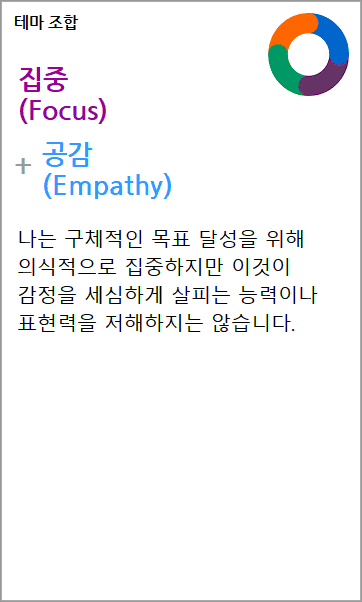 테마 조합
집중
(Focus)
+ 공감
(Empathy)
나는 구체적인 목표 달성을 위해
의식적으로 집중하지만 이것이
감정을 세심하게 살피는 능력이나
표현력을 저해하지는 않습니다.